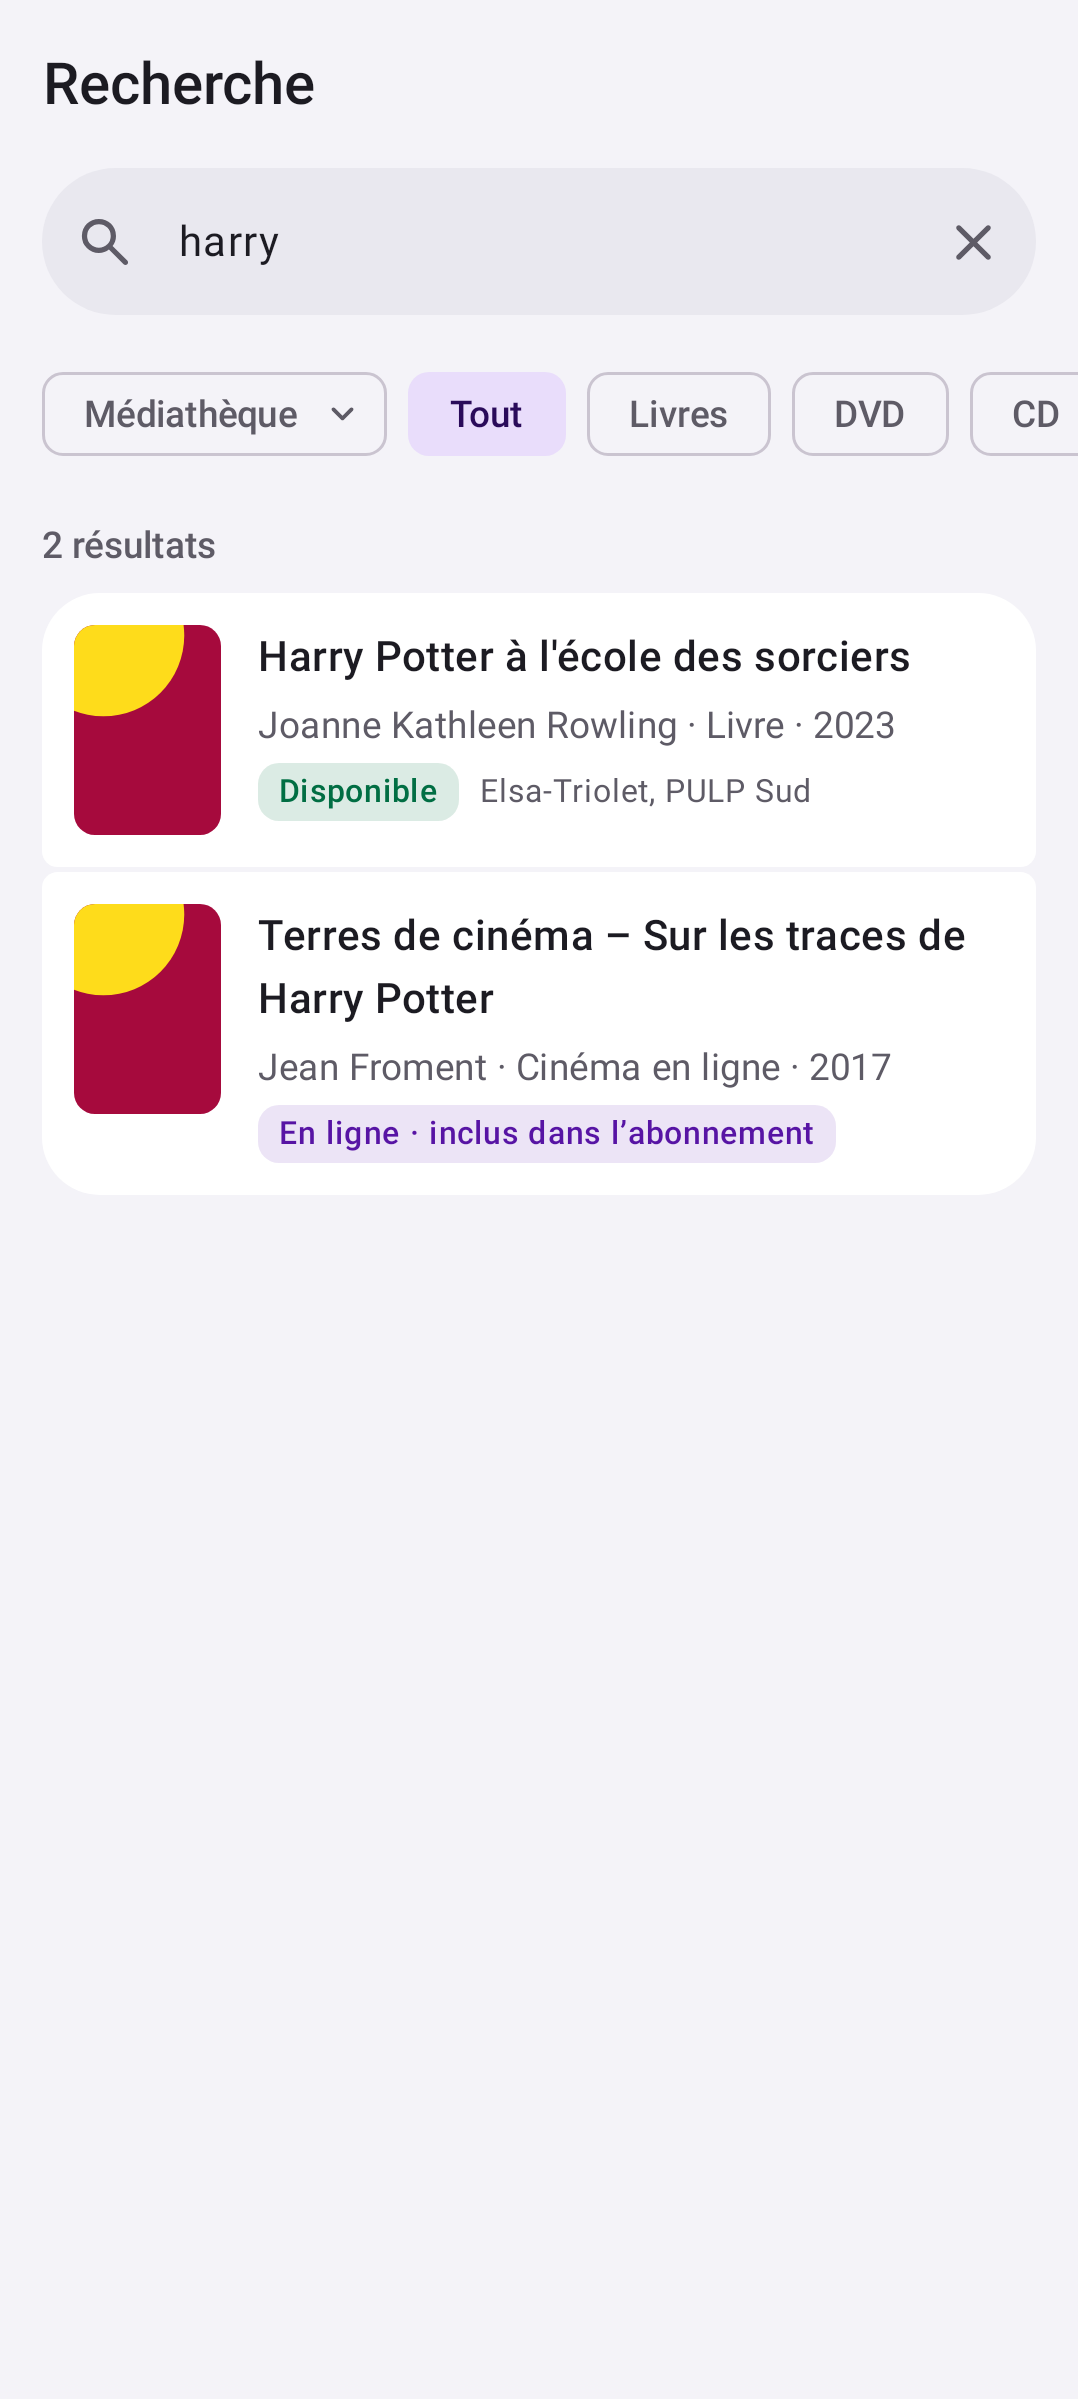 Recherche
harry
Médiathèque Tout Livres DVD CD
2 résultats
Harry Potter à l'école des sorciers
Joanne Kathleen Rowling · Livre · 2023
Disponible Elsa-Triolet, PULP Sud
Terres de cinéma – Sur les traces de
Harry Potter
Jean Froment · Cinéma en ligne · 2017
En ligne · inclus dans l’abonnement